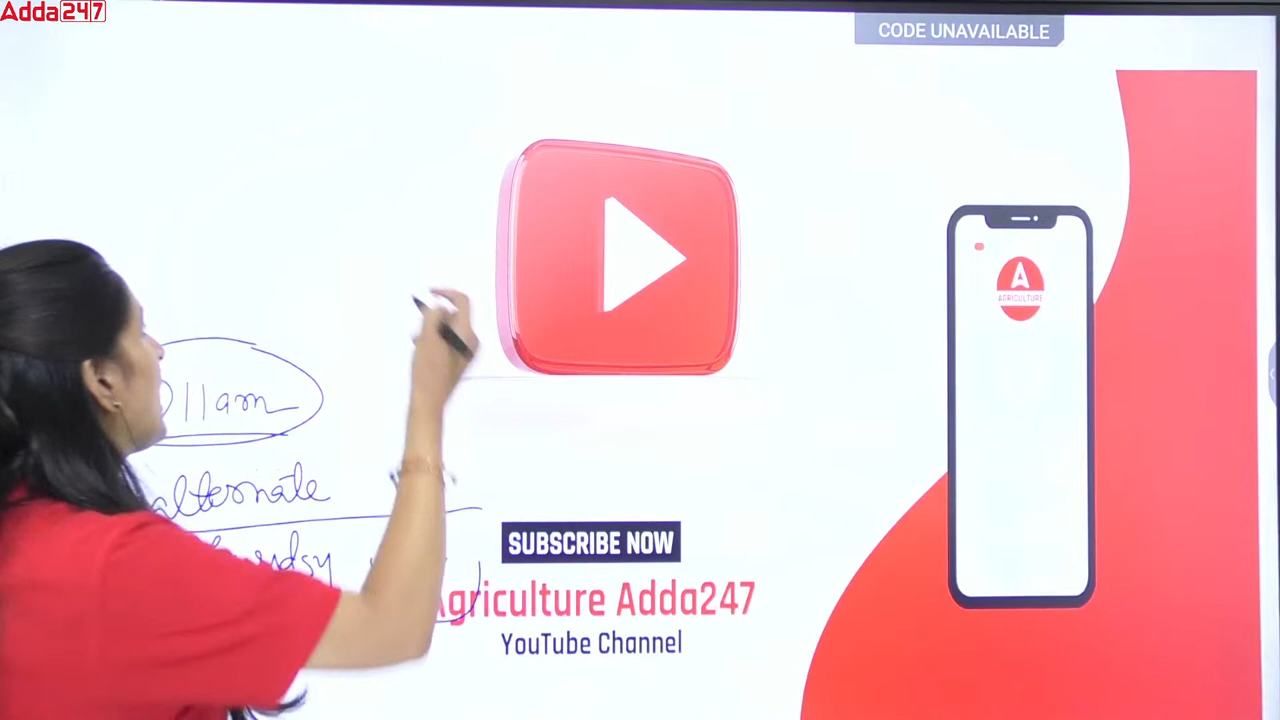 Adda247
CODE UNAVAILABLE
A
AGRICULTURE
11am
alternate
SUBSCRIBE NOW
Agriculture Adda247
YouTube Channel